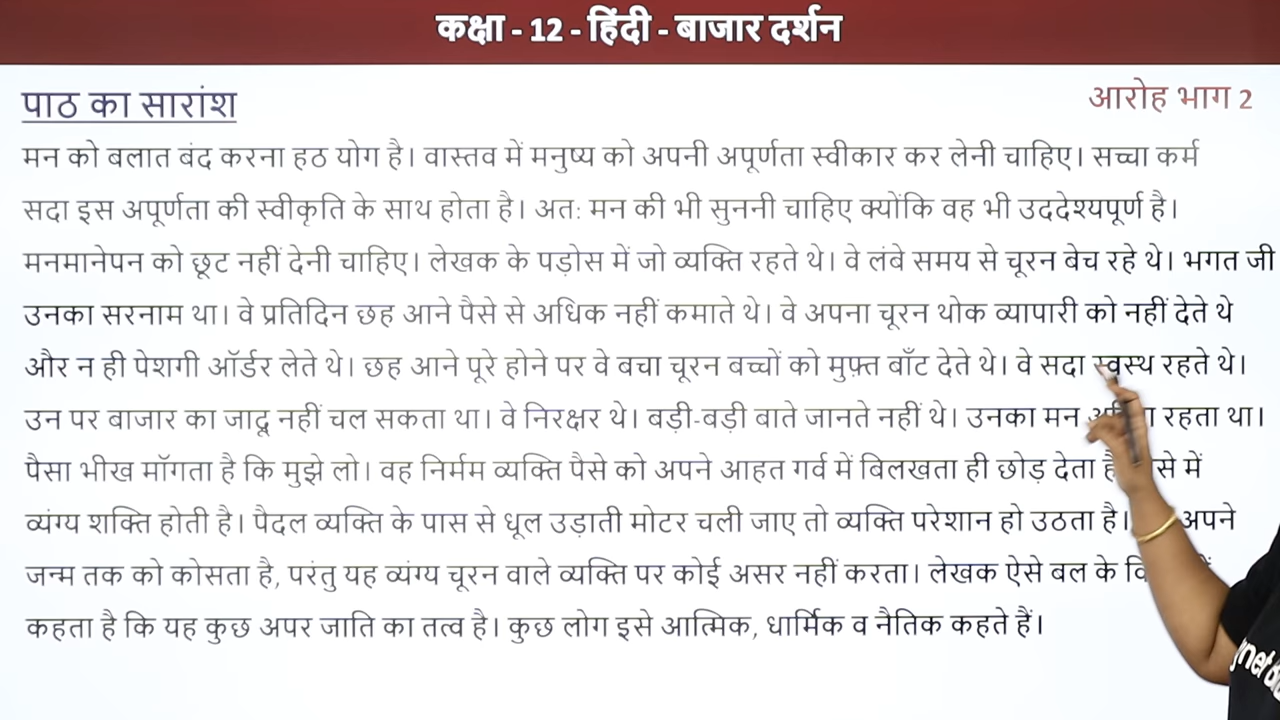 कक्षा - 12 - हिंदी - बाजार दर्शन
पाठ का सारांश
आरोह भाग 2
मन को बलात बंद करना हठ योग है। वास्तव में मनुष्य को अपनी अपूर्णता स्वीकार कर लेनी चाहिए। सच्चा कर्म
सदा इस अपूर्णता की स्वीकृति के साथ होता है। अत: मन की भी सुननी चाहिए क्योंकि वह भी उददेश्यपूर्ण है।
मनमानेपन को छूट नहीं देनी चाहिए। लेखक के पड़ोस में जो व्यक्ति रहते थे। वे लंबे समय से चूरन बेच रहे थे। भगत जी
उनका सरनाम था। वे प्रतिदिन छह आने पैसे से अधिक नहीं कमाते थे। वे अपना चूरन थोक व्यापारी को नहीं देते थे
और न ही पेशगी ऑर्डर लेते थे। छह आने पूरे होने पर वे बचा चूरन बच्चों को मुफ़्त बाँट देते थे। वे सदा स्वस्थ रहते थे।
उन पर बाजार का जादू नहीं चल सकता था। वे निरक्षर थे। बड़ी-बड़ी बाते जानते नहीं थे। उनका मन रहता था।
पैसा भीख मॉगता है कि मुझे लो। वह निर्मम व्यक्ति पैसे को अपने आहत गर्व में बिलखता ही छोड़ देता में
व्यंग्य शक्ति होती है। पैदल व्यक्ति के पास से धूल उड़ाती मोटर चली जाए तो व्यक्ति परेशान हो उठता है। अपने
जन्म तक को कोसता है, परंतु यह व्यंग्य चूरन वाले व्यक्ति पर कोई असर नहीं करता। लेखक ऐसे बल के
कहता है कि यह कुछ अपर जाति का तत्व है। कुछ लोग इसे आत्मिक, धार्मिक व नैतिक कहते हैं।